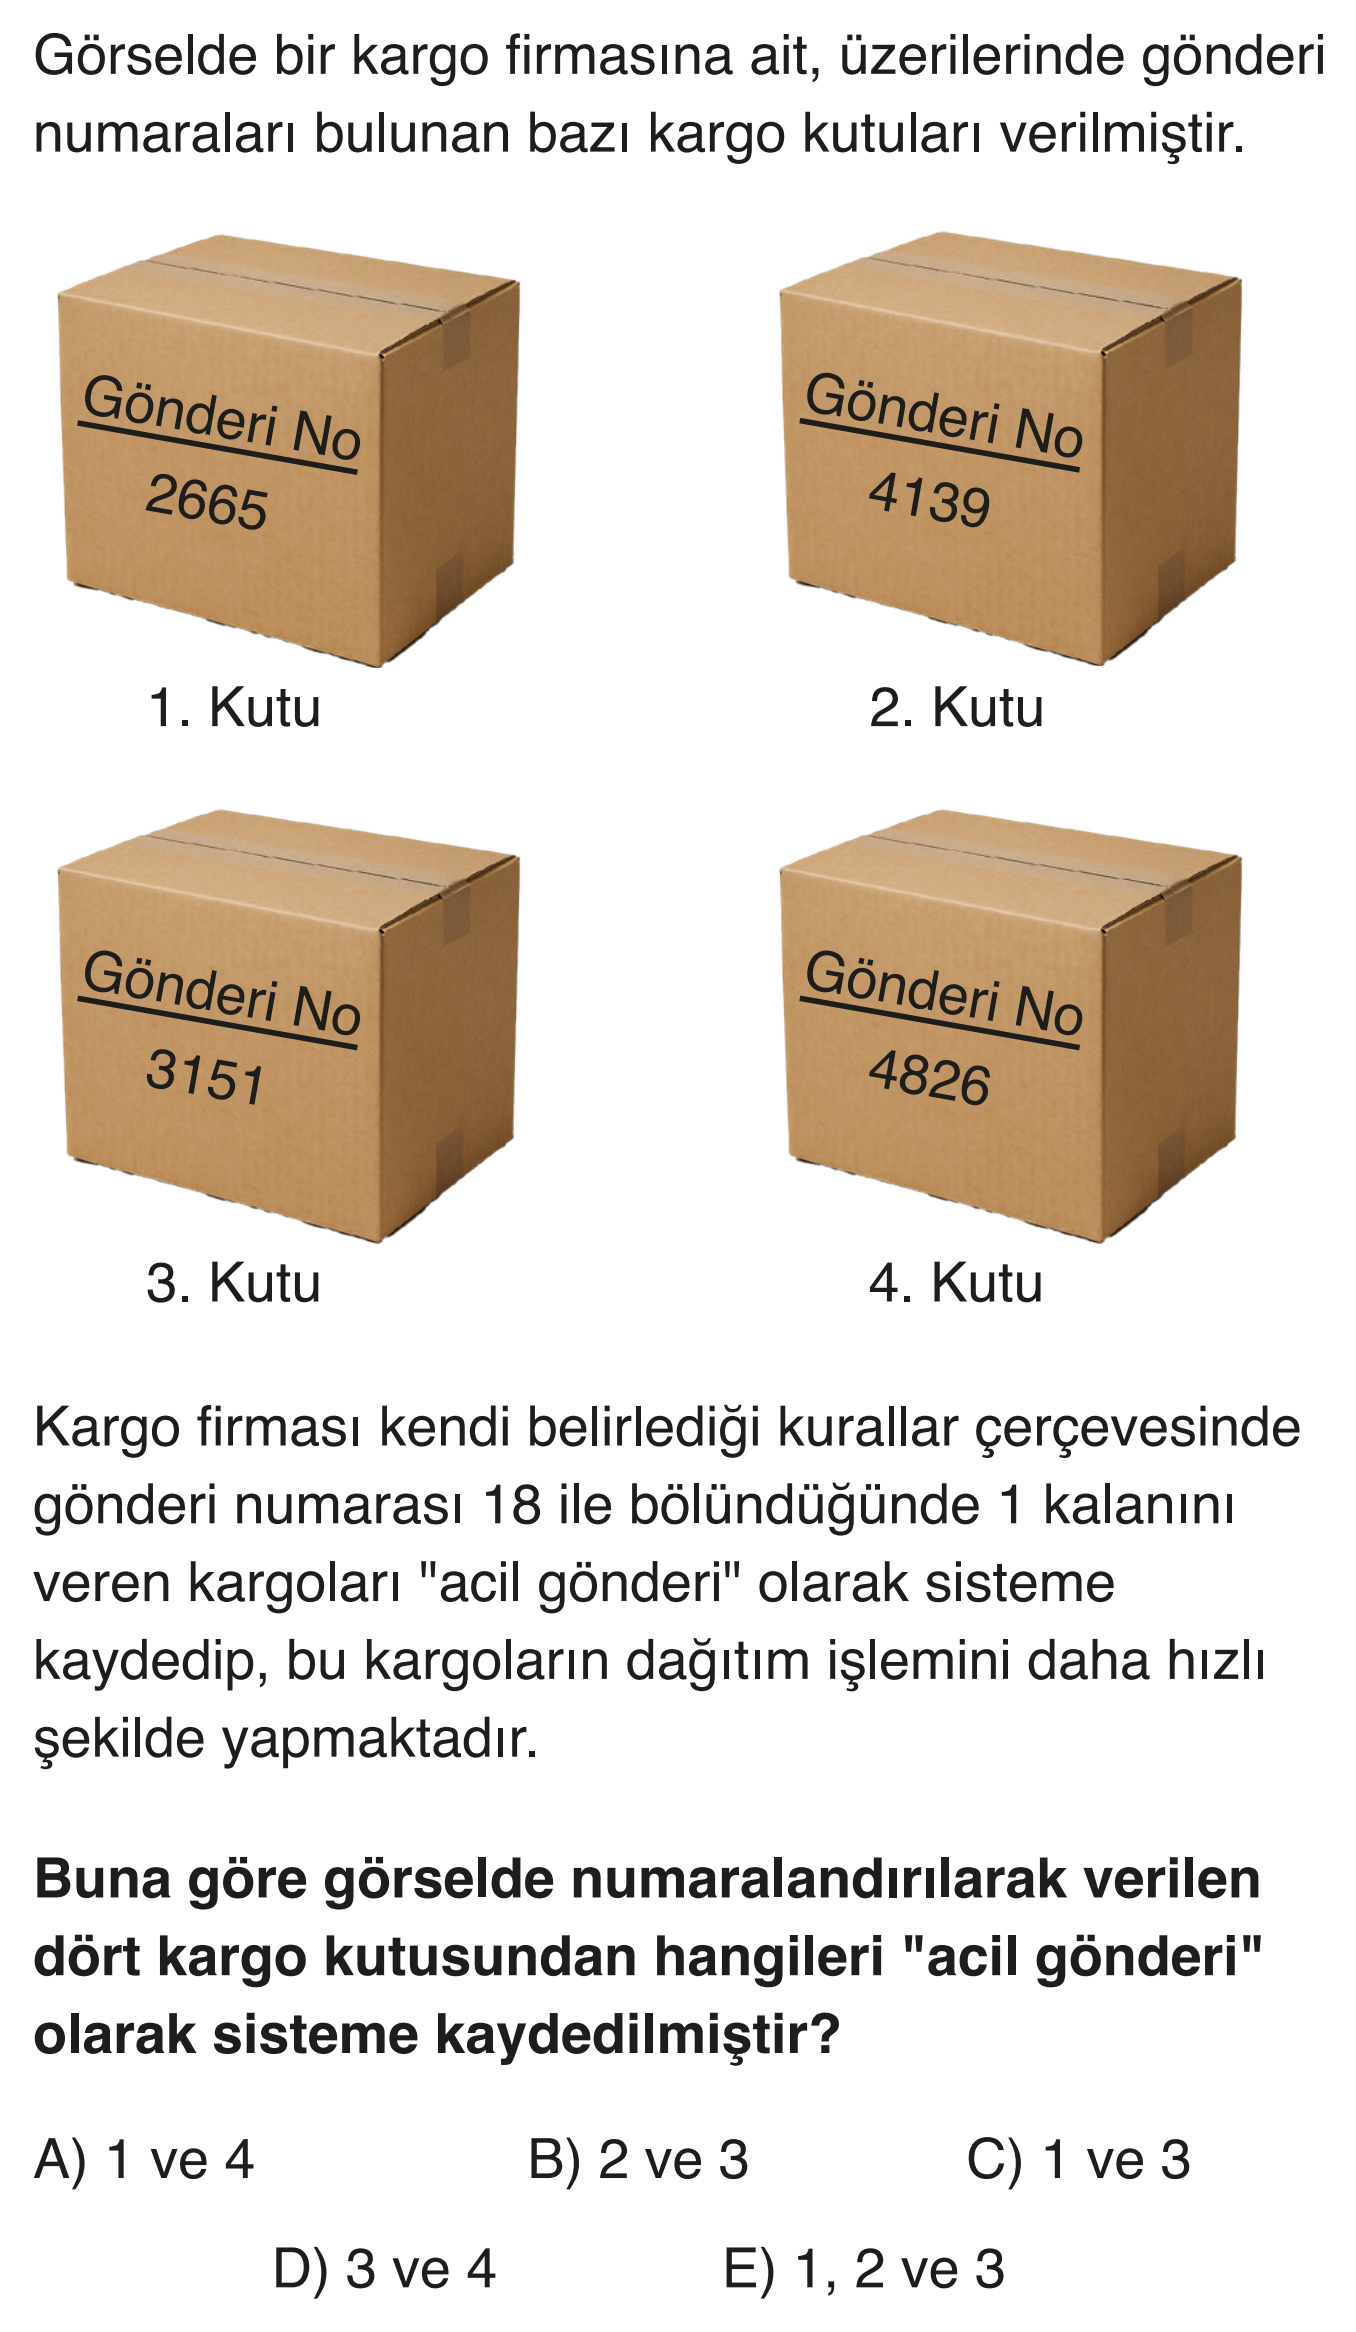 Görselde bir kargo firmasına ait, üzerilerinde gönderi
numaraları bulunan bazı kargo kutuları verilmiştir.
Gönderi No
2665
1. Kutu
Gönderi No
4139
2. Kutu
Gönderi No
3151
3. Kutu
Gönderi No
4826
4. Kutu
Kargo firması kendi belirlediği kurallar çerçevesinde
gönderi numarası 18 ile bölündüğünde 1 kalanını
veren kargoları "acil gönderi" olarak sisteme
kaydedip, bu kargoların dağıtım işlemini daha hızlı
şekilde yapmaktadır.
Buna göre görselde numaralandırılarak verilen
dört kargo kutusundan hangileri "acil gönderi"
olarak sisteme kaydedilmiştir?
A) 1 ve 4 B) 2 ve 3 C) 1 ve 3
D) 3 ve 4 E) 1, 2 ve 3